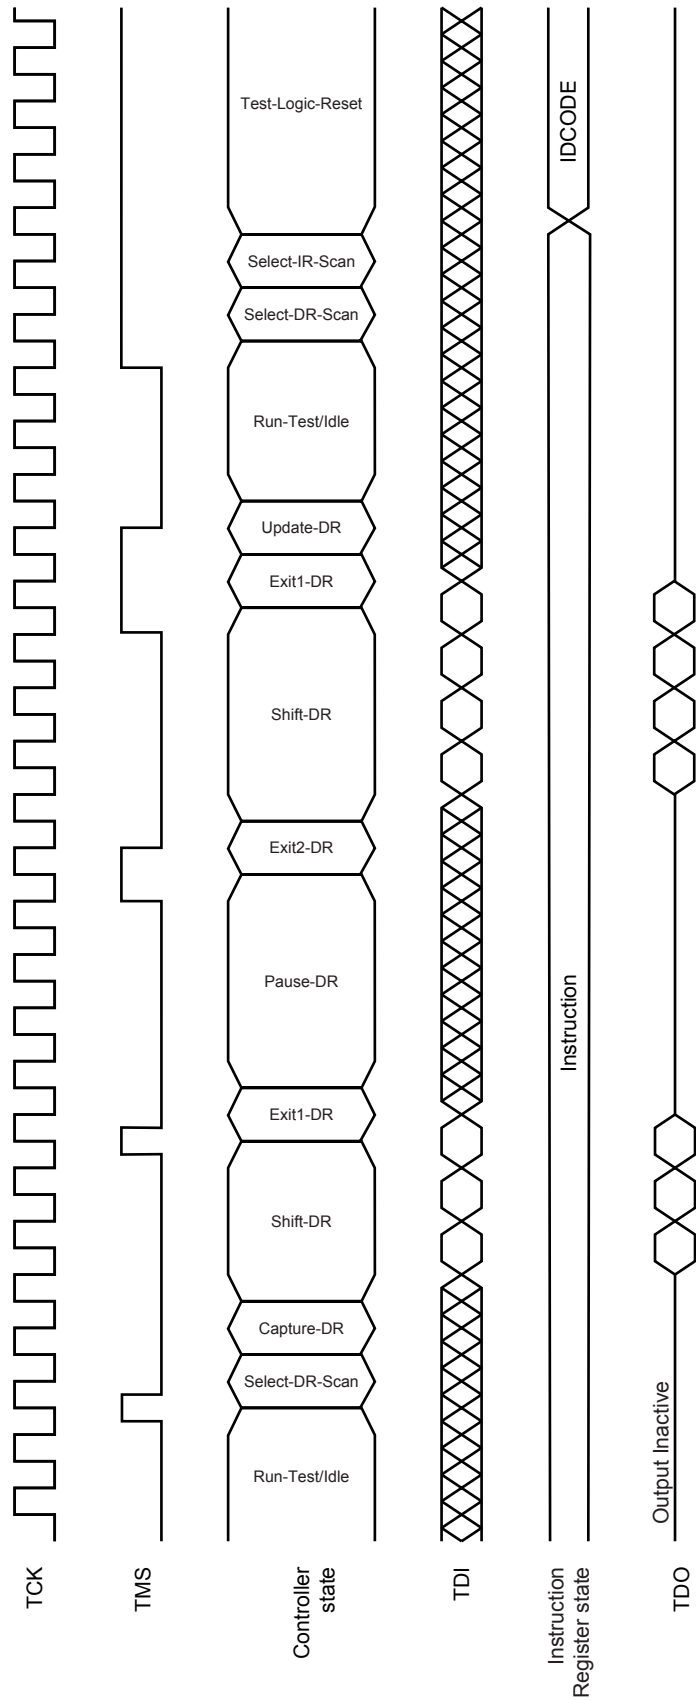 TCK
TMS
Controller
state
Run-Test/Idle
Select-DR-Scan
Capture-DR
Shift-DR
Exit1-DR
Pause-DR
Exit2-DR
Shift-DR
Exit1-DR
Update-DR
Run-Test/Idle
Select-DR-Scan
Select-IR-Scan
Test-Logic-Reset
TDI
Instruction
Register state
Instruction
IDCODE
TDO
Output Inactive